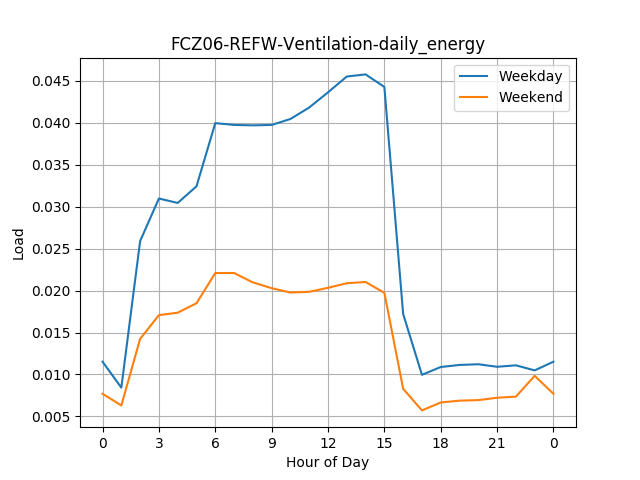 FCZ06-REFW-Ventilation-daily_energy
Weekday
Weekend
0.045
0.040
0.035
0.030
0.025
0.020
0.015
0.010
0.005
Load
0 3 6 9 12 15 18 21 0
Hour of Day